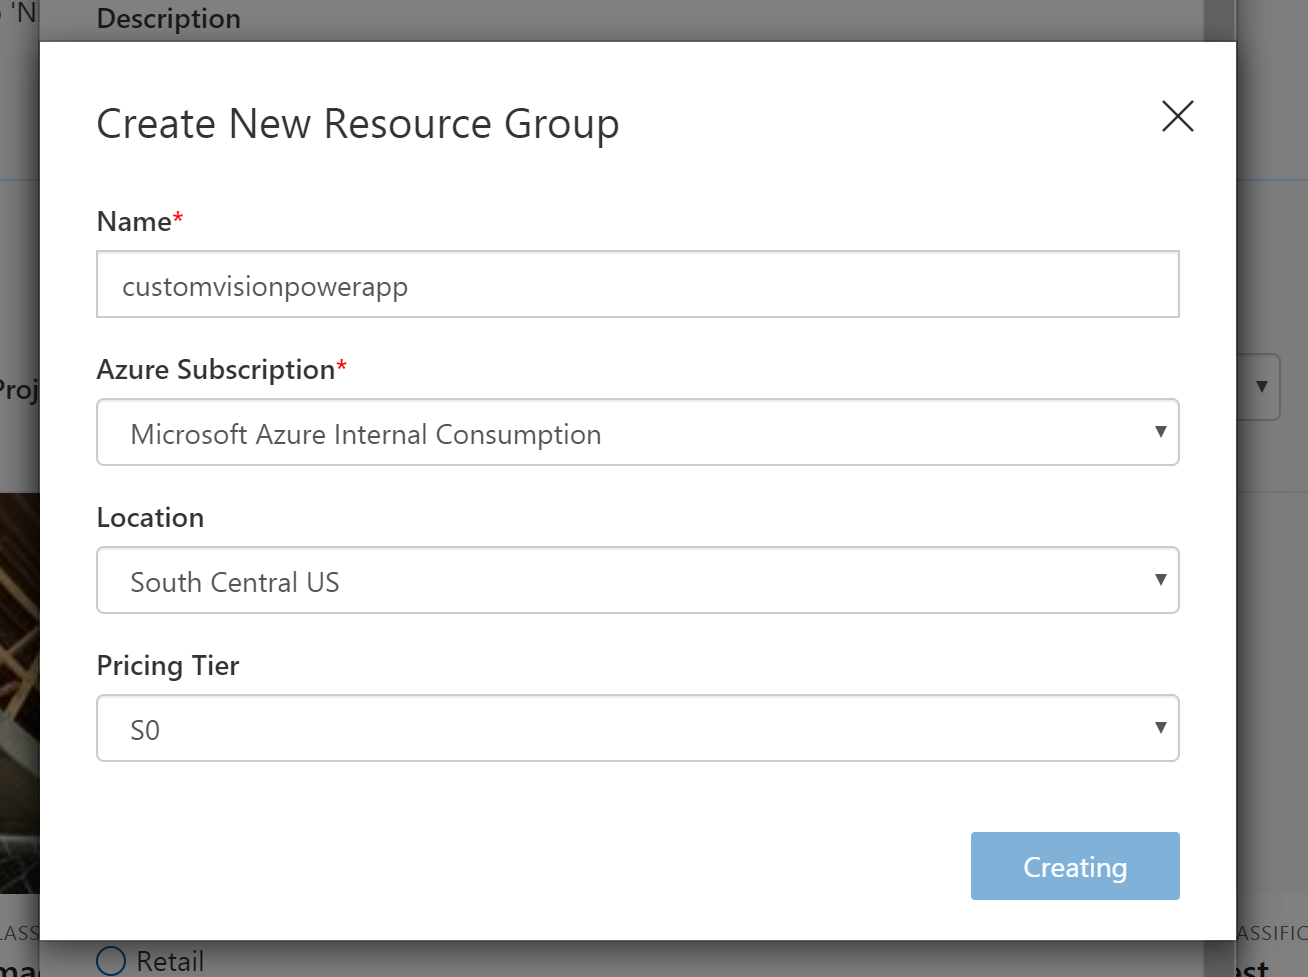 'N
Description
Create New Resource Group
Name*
customvisionpowerapp
Azure Subscription*
Proj
Microsoft Azure Internal Consumption
Location
South Central US
Pricing Tier
S0
Creating
LASS
ASSIFIC
Retail
est